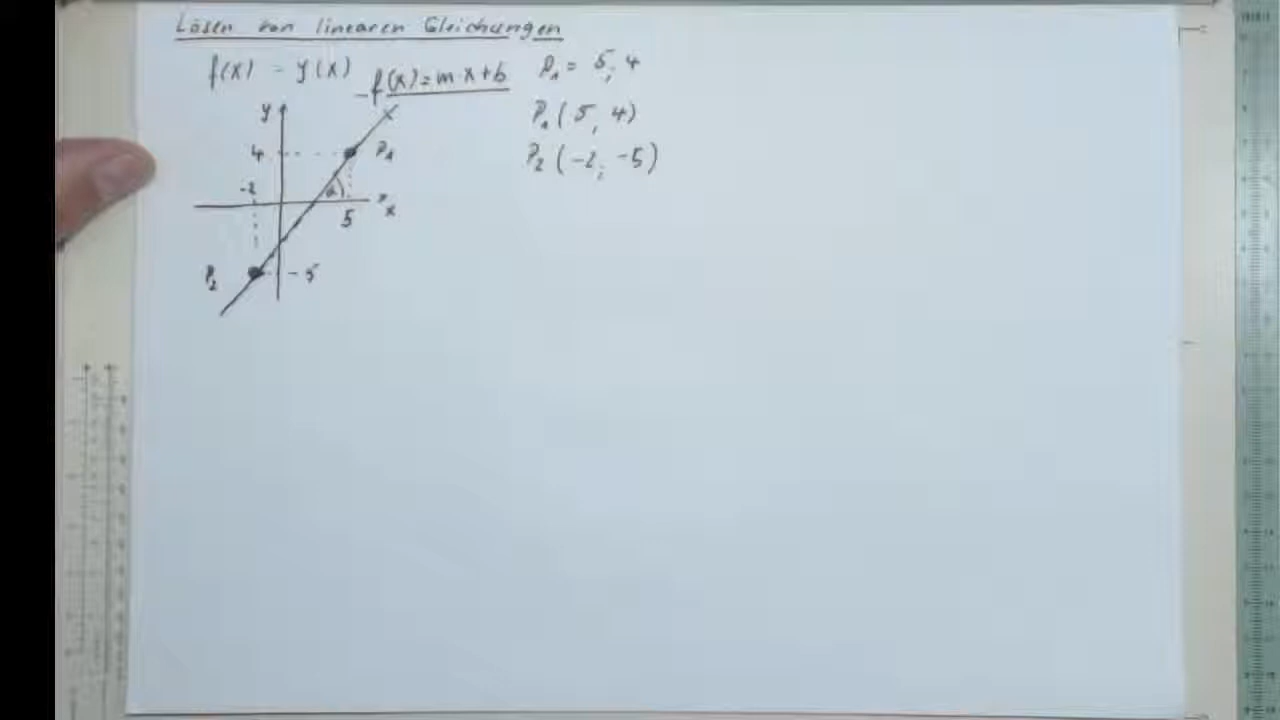 Lösen von linearen Gleichungen
f(x) = y(x)
f(x) = m·x+b
P₁ = 5; 4
P₁ ( 5; 4)
P₂ (-2; -5)
y
4
P₁
-2
α
x
5
P₂
-5